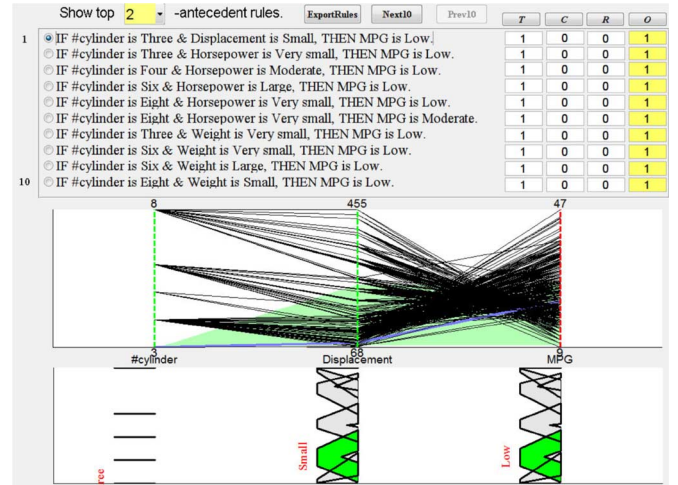 Show top 2 -antecedent rules. ExportRules Next10 Prev10 T C R O
1 IF #cylinder is Three & Displacement is Small, THEN MPG is Low. 1 0 0 1
IF #cylinder is Three & Horsepower is Very small, THEN MPG is Low. 1 0 0 1
IF #cylinder is Four & Horsepower is Moderate, THEN MPG is Low. 1 0 0 1
IF #cylinder is Six & Horsepower is Large, THEN MPG is Low. 1 0 0 1
IF #cylinder is Eight & Horsepower is Very small, THEN MPG is Low. 1 0 0 1
IF #cylinder is Eight & Horsepower is Very small, THEN MPG is Moderate. 1 0 0 1
IF #cylinder is Three & Weight is Very small, THEN MPG is Low. 1 0 0 1
IF #cylinder is Six & Weight is Very small, THEN MPG is Low. 1 0 0 1
IF #cylinder is Six & Weight is Large, THEN MPG is Low. 1 0 0 1
10 IF #cylinder is Eight & Weight is Small, THEN MPG is Low. 1 0 0 1
8 455 47
3 68 9
#cylinder Displacement MPG
ree Small Low